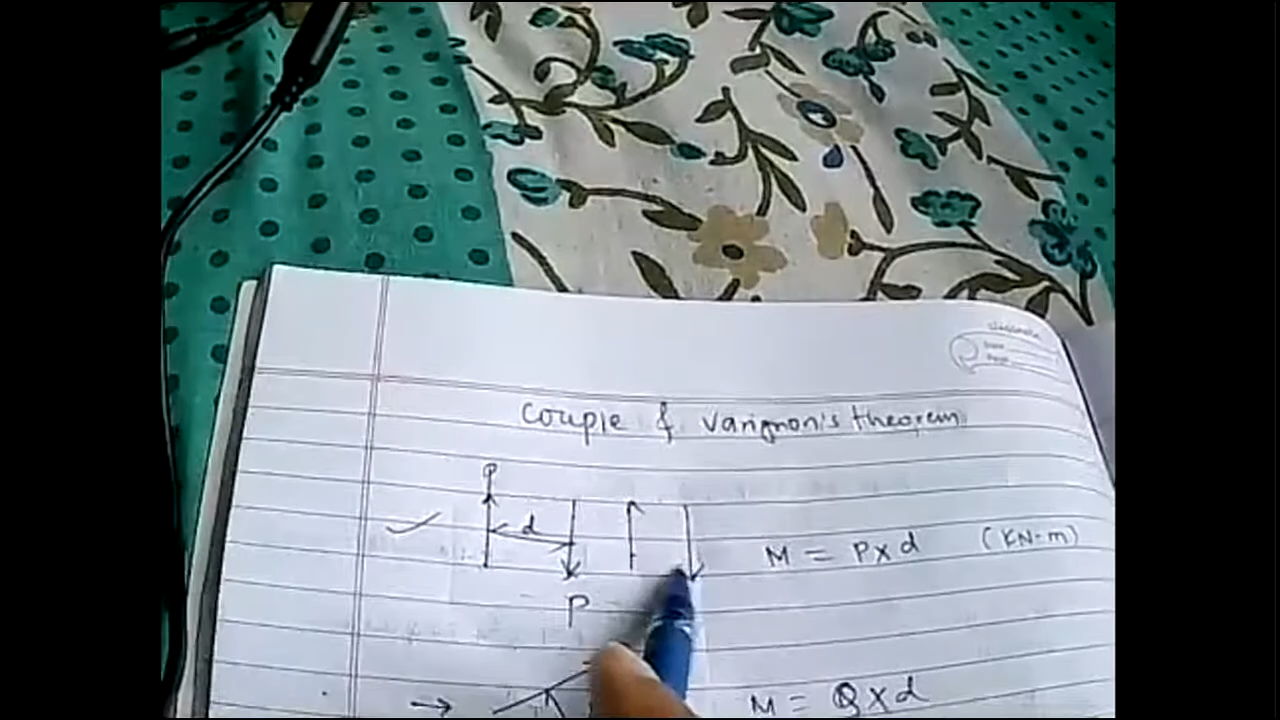 Couple & Varignon's theorem
P
d
P
M = P×d (KN-m)
M = Q×d